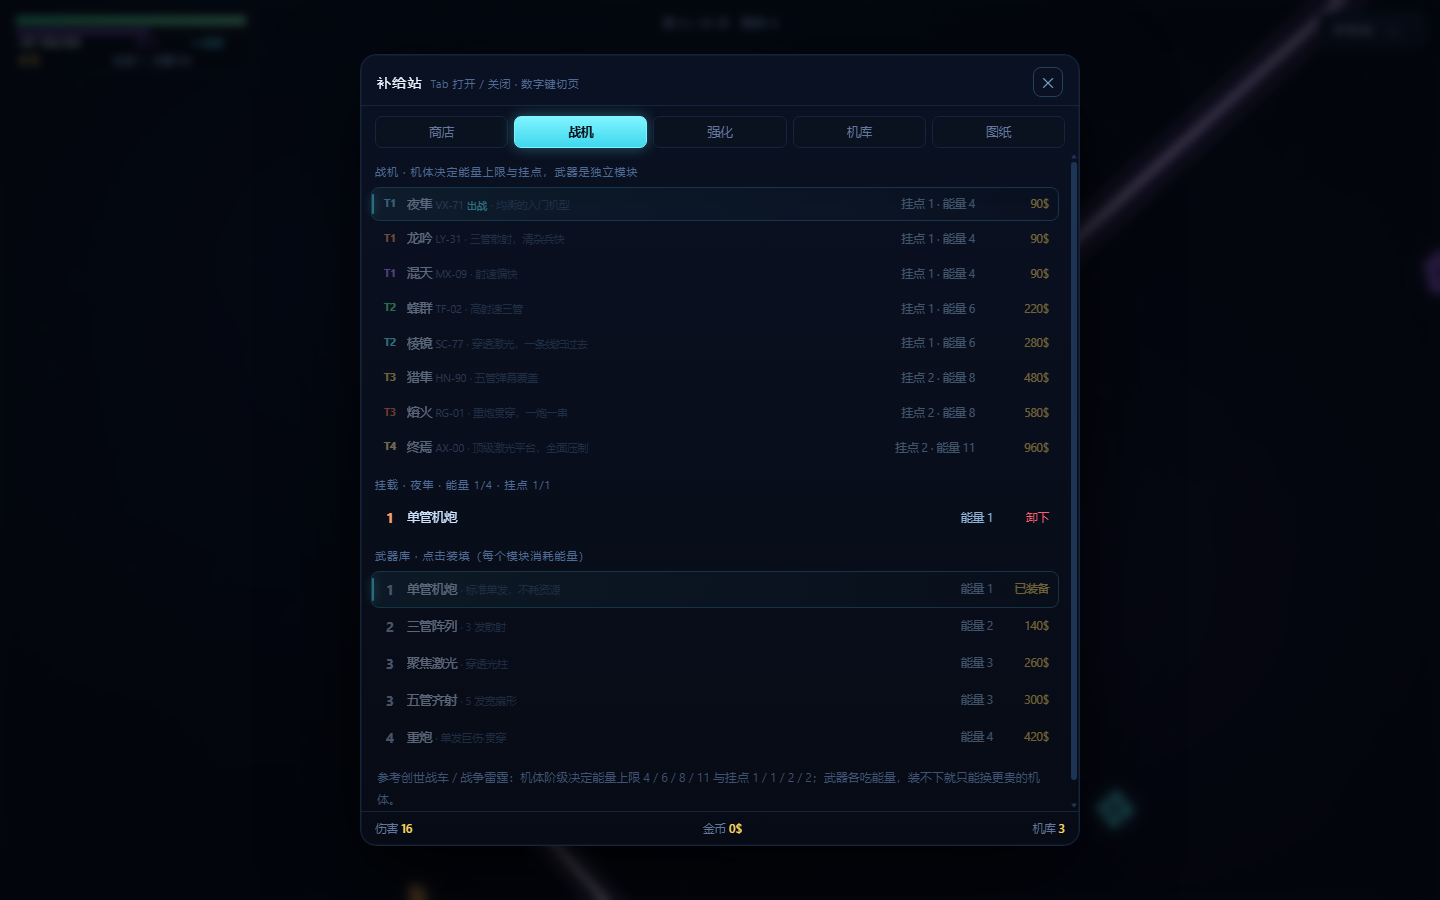 补给站 Tab 打开 / 关闭 · 数字键切页
商店 战机 强化 机库 图纸
战机 · 机体决定能量上限与挂点，武器是独立模块
T1 夜隼 VX-71 出战 · 均衡的入门机型 挂点 1 · 能量 4 90$
T1 龙吟 LY-31 · 三管散射，清杂兵快 挂点 1 · 能量 4 90$
T1 混天 MX-09 · 射速偏快 挂点 1 · 能量 4 90$
T2 蜂群 TF-02 · 高射速三管 挂点 1 · 能量 6 220$
T2 棱镜 SC-77 · 穿透激光，一条线扫过去 挂点 1 · 能量 6 280$
T3 猎隼 HN-90 · 五管弹幕覆盖 挂点 2 · 能量 8 480$
T3 熔火 RG-01 · 重炮贯穿，一炮一串 挂点 2 · 能量 8 580$
T4 终焉 AX-00 · 顶级激光平台，全面压制 挂点 2 · 能量 11 960$
挂载 · 夜隼 · 能量 1/4 · 挂点 1/1
1 单管机炮 能量 1 卸下
武器库 · 点击装填（每个模块消耗能量）
1 单管机炮 · 标准单发，不耗资源 能量 1 已装备
2 三管阵列 · 3 发散射 能量 2 140$
3 聚焦激光 · 穿透光柱 能量 3 260$
3 五管齐射 · 5 发宽扇形 能量 3 300$
4 重炮 · 单发巨伤贯穿 能量 4 420$
参考创世战车 / 战争雷霆：机体阶级决定能量上限 4 / 6 / 8 / 11 与挂点 1 / 1 / 2 / 2；武器各吃能量，装不下就只能换更贵的机
体。
伤害 16 金币 0$ 机库 3